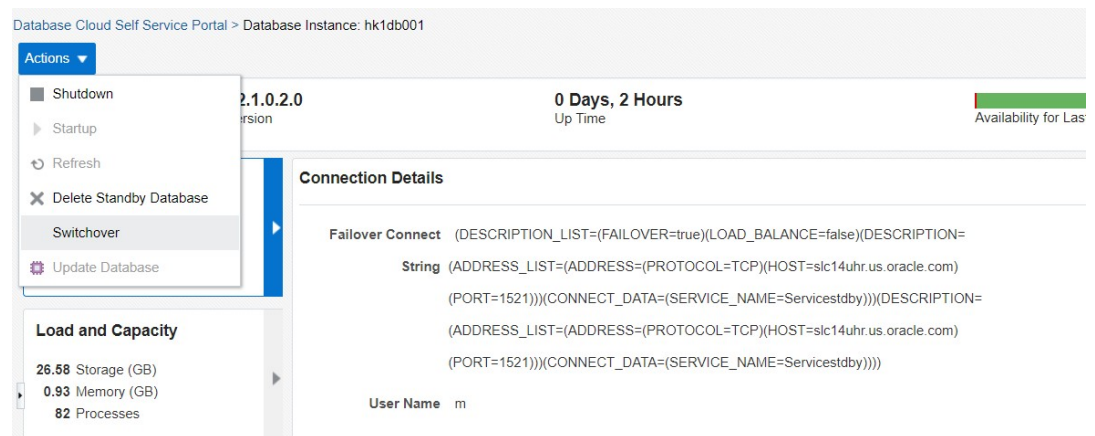 Database Cloud Self Service Portal > Database Instance: hk1db001
Actions
Shutdown
Startup
Refresh
Delete Standby Database
Switchover
Update Database
2.1.0.2.0
0 Days, 2 Hours
Up Time
Availability for Las
Connection Details
Failover Connect (DESCRIPTION_LIST=(FAILOVER=true)(LOAD_BALANCE=false)(DESCRIPTION=
String (ADDRESS_LIST=(ADDRESS=(PROTOCOL=TCP)(HOST=slc14uhr.us.oracle.com)
(PORT=1521)))(CONNECT_DATA=(SERVICE_NAME=Servicestdby)))(DESCRIPTION=
(ADDRESS_LIST=(ADDRESS=(PROTOCOL=TCP)(HOST=slc14uhr.us.oracle.com)
(PORT=1521)))(CONNECT_DATA=(SERVICE_NAME=Servicestdby))))
User Name m
Load and Capacity
26.58 Storage (GB)
0.93 Memory (GB)
82 Processes